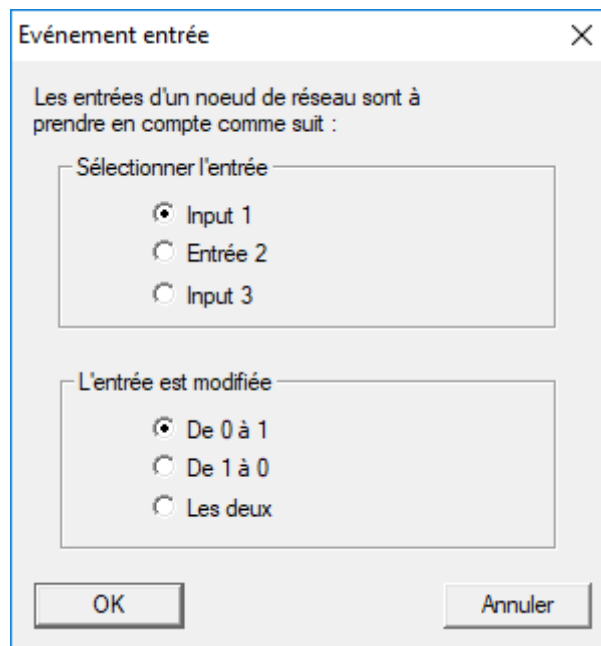 Evénement entrée
Les entrées d'un noeud de réseau sont à
prendre en compte comme suit :
Sélectionner l'entrée
Input 1
Entrée 2
Input 3
L'entrée est modifiée
De 0 à 1
De 1 à 0
Les deux
OK
Annuler